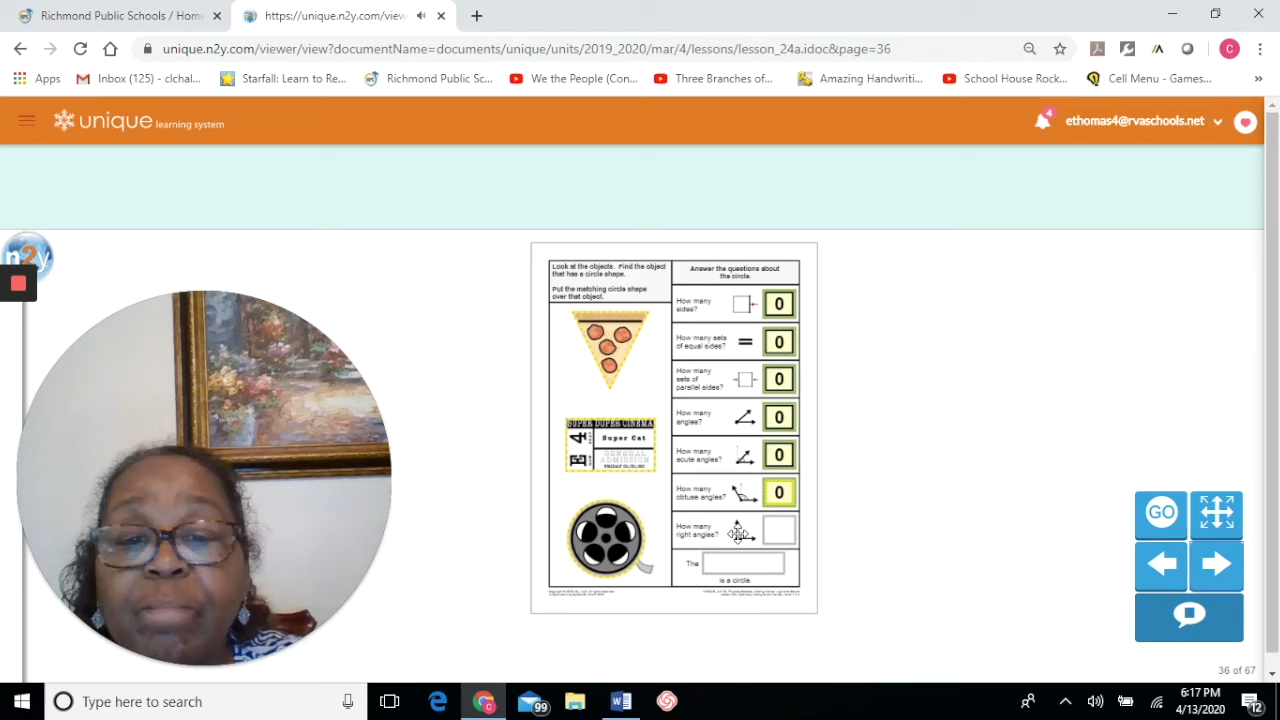 Richmond Public Schools / Home
https://unique.n2y.com/view
unique.n2y.com/viewer/view?documentName=documents/unique/units/2019_2020/mar/4/lessons/lesson_24a.idoc&page=36
C
Apps
Inbox (125) - clchal...
Starfall: Learn to Re...
Richmond Public Sc...
We the People (Con...
Three Branches of...
Amazing Handwriti...
School House Rock...
Cell Menu - Games...
»
unique learning system
4
ethomas4@rvaschools.net
n2y
Look at the objects. Find the object
that has a circle shape.
Put the matching circle shape
over that object.
SUPER DUPER CINEMA
E4
Super Cat
GENERAL
ADMISSION
Answer the questions about
the circle.
How many
sides?
0
How many sets
of equal sides?
=
0
How many
sets of
parallel sides?
0
How many
angles?
0
How many
acute angles?
0
How many
obtuse angles?
0
How many
right angles?
The
is a circle.
GO
36 of 67
Type here to search
99
6:17 PM
4/13/2020
12